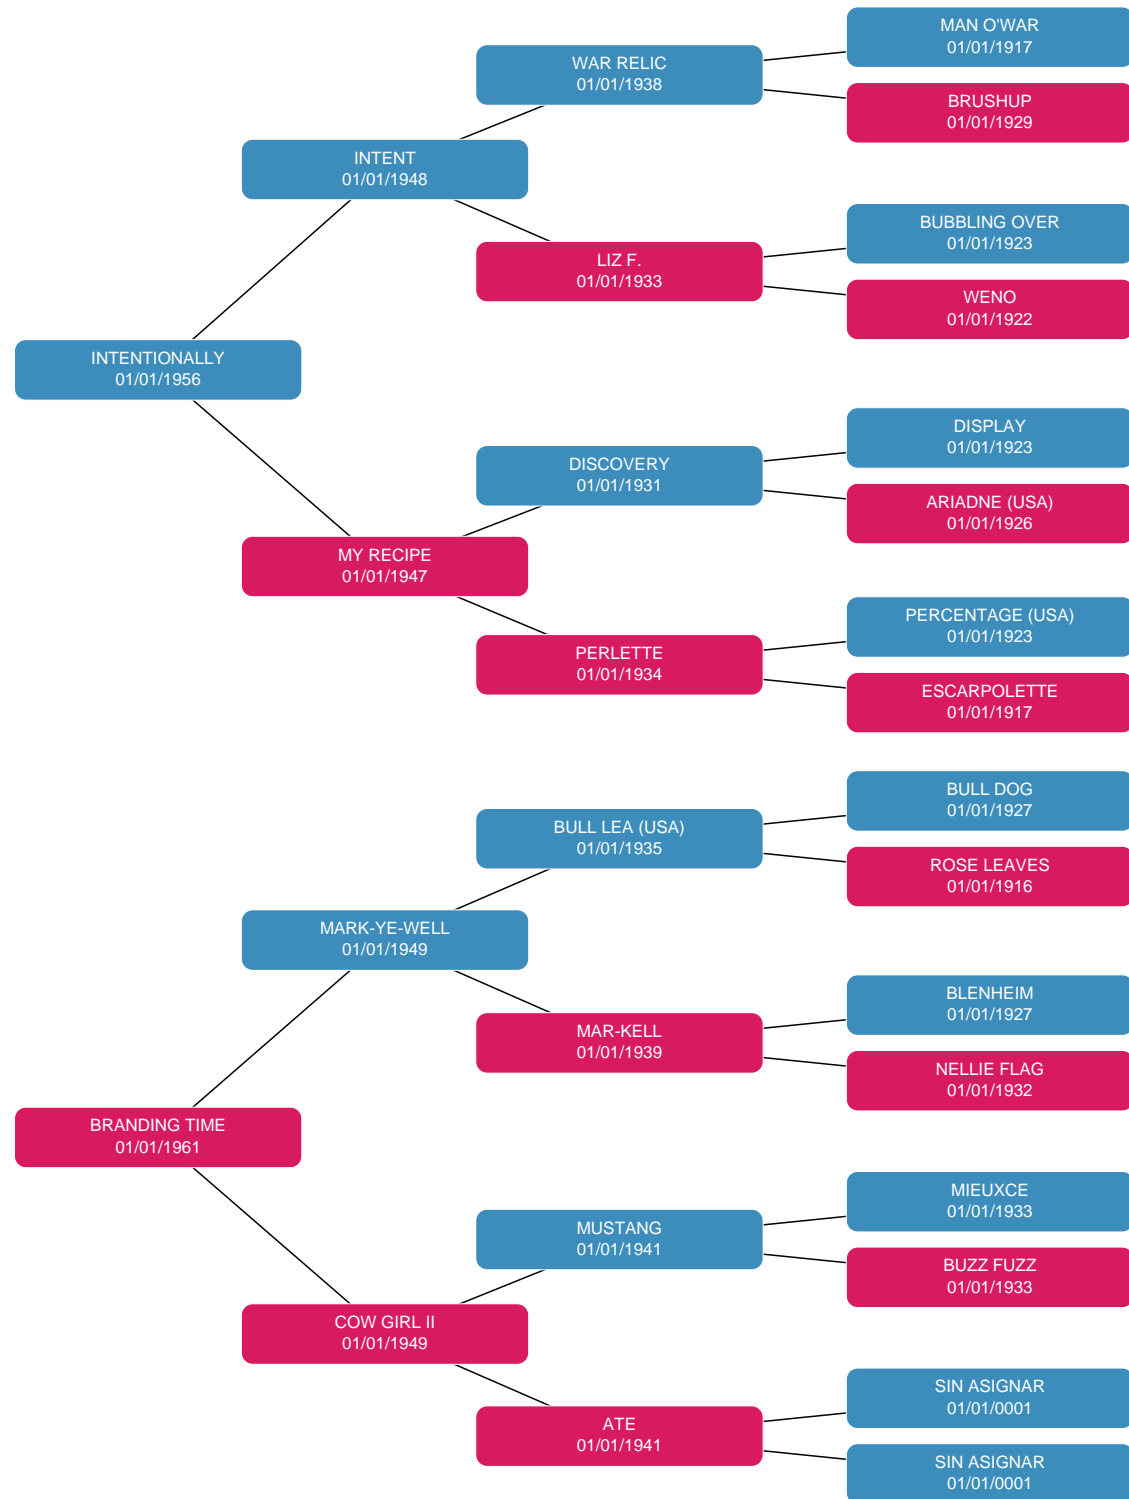 MAN O'WAR
01/01/1917
WAR RELIC
01/01/1938
BRUSHUP
01/01/1929
INTENT
01/01/1948
BUBBLING OVER
01/01/1923
LIZ F.
01/01/1933
WENO
01/01/1922
INTENTIONALLY
01/01/1956
DISPLAY
01/01/1923
DISCOVERY
01/01/1931
ARIADNE (USA)
01/01/1926
MY RECIPE
01/01/1947
PERCENTAGE (USA)
01/01/1923
PERLETTE
01/01/1934
ESCARPOLETTE
01/01/1917
BULL DOG
01/01/1927
BULL LEA (USA)
01/01/1935
ROSE LEAVES
01/01/1916
MARK-YE-WELL
01/01/1949
BLENHEIM
01/01/1927
MAR-KELL
01/01/1939
NELLIE FLAG
01/01/1932
BRANDING TIME
01/01/1961
MIEUXCE
01/01/1933
MUSTANG
01/01/1941
BUZZ FUZZ
01/01/1933
COW GIRL II
01/01/1949
SIN ASIGNAR
01/01/0001
ATE
01/01/1941
SIN ASIGNAR
01/01/0001